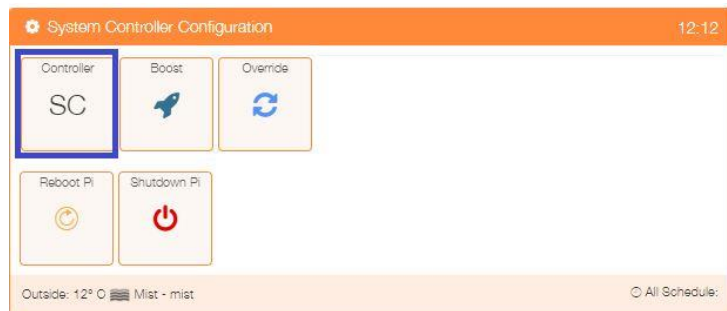 System Controller Configuration 12:12
Controller Boost Override
SC
Reboot Pi Shutdown Pi
Outside: 12° C Mist - mist All Schedule: